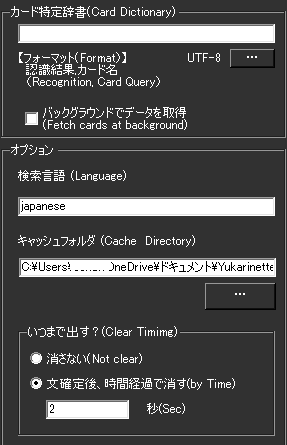 カード特定辞書(Card Dictionary)
【フォーマット(Format)】 UTF-8 ...
認識結果,カード名
(Recognition, Card Query)
バックグラウンドでデータを取得
(Fetch cards at background)
オプション
検索言語 (Language)
japanese
キャッシュフォルダ (Cache Directory)
C:¥Users¥ OneDrive¥ドキュメント¥Yukarinette
...
いつまで出す？(Clear Timimg)
消さない(Not clear)
文確定後、時間経過で消す(by Time)
2 秒(Sec)